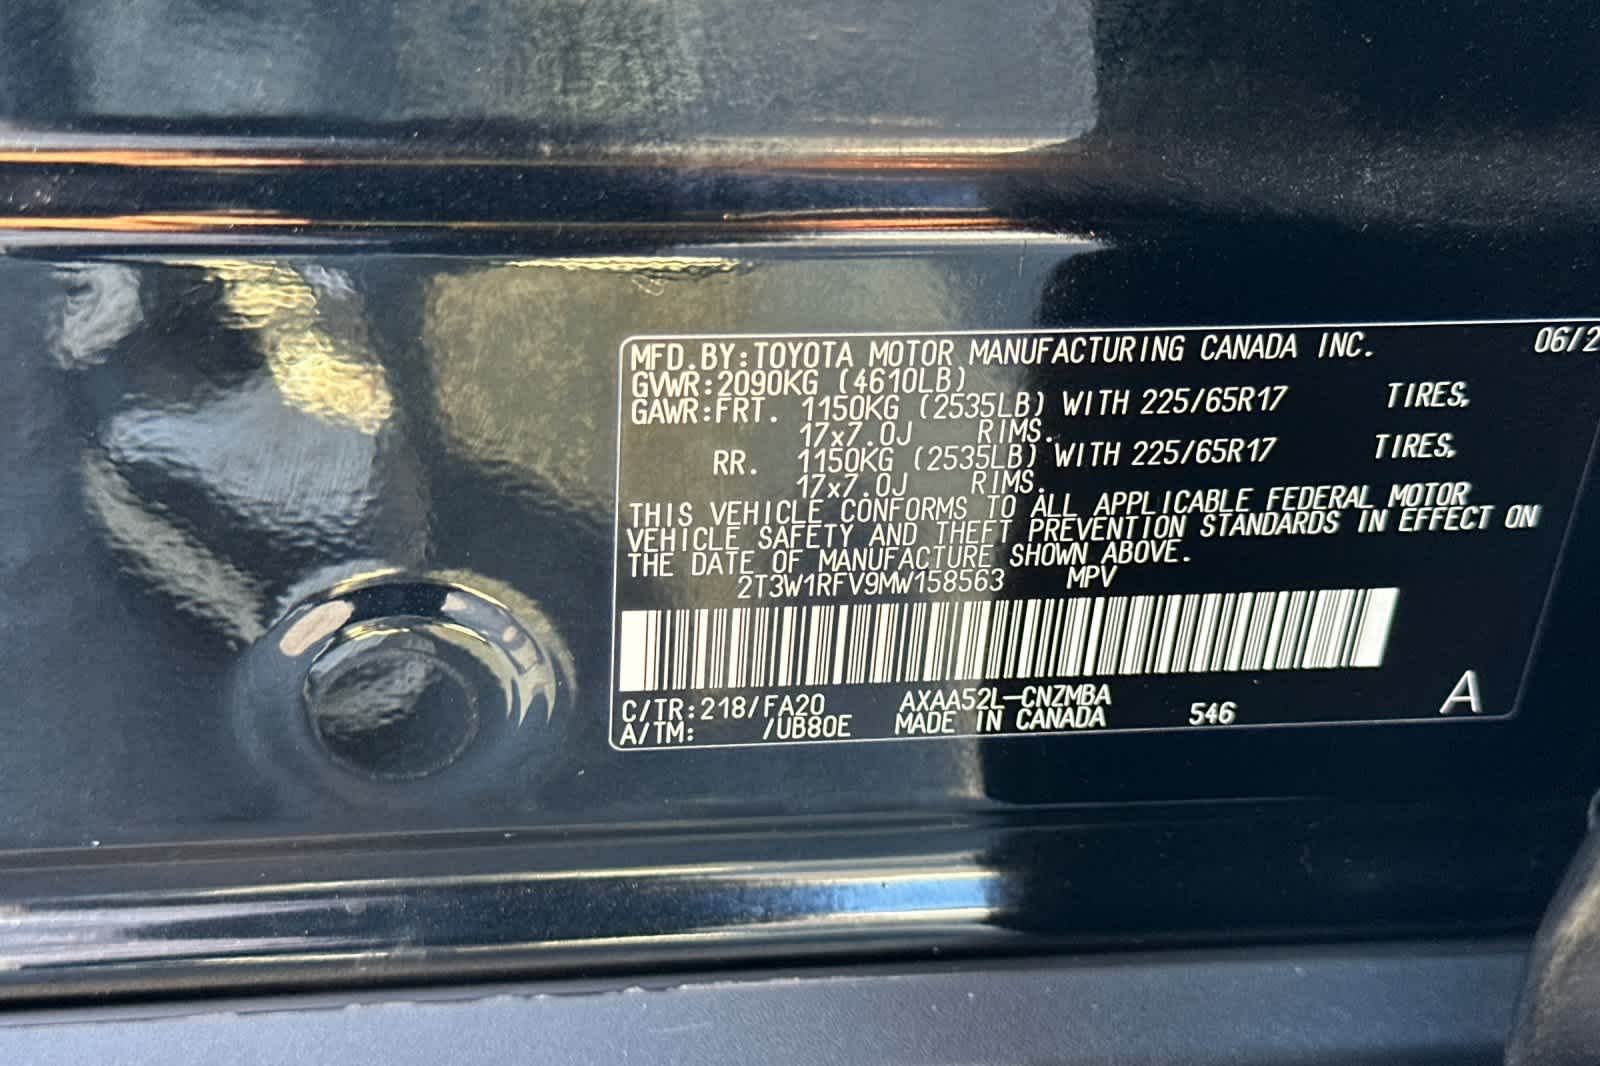 MFD.BY:TOYOTA MOTOR MANUFACTURING CANADA INC. 06/2
GVWR:2090KG (4610LB)
GAWR:FRT. 1150KG (2535LB) WITH 225/65R17 TIRES,
17x7.0J RIMS.
RR. 1150KG (2535LB) WITH 225/65R17 TIRES,
17x7.0J RIMS.
THIS VEHICLE CONFORMS TO ALL APPLICABLE FEDERAL MOTOR
VEHICLE SAFETY AND THEFT PREVENTION STANDARDS IN EFFECT ON
THE DATE OF MANUFACTURE SHOWN ABOVE.
2T3W1RFV9MW158563 MPV
C/TR:218/FA20 AXAA52L-CNZMBA
A/TM: /UB80E MADE IN CANADA 546 A